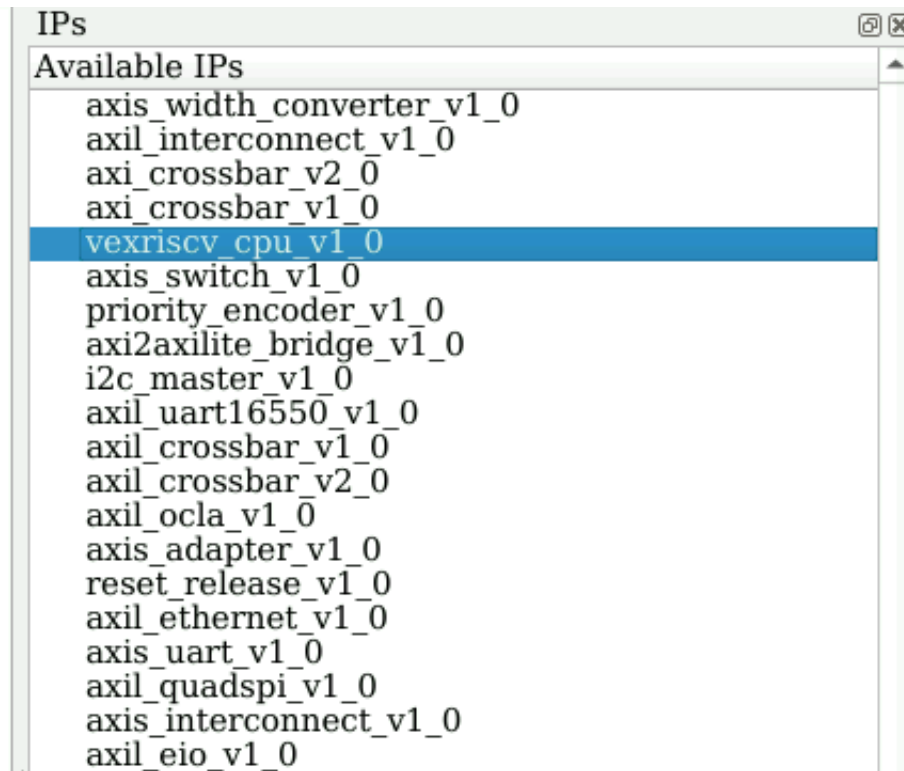 IPs
Available IPs
axis_width_converter_v1_0
axil_interconnect_v1_0
axi_crossbar_v2_0
axi_crossbar_v1_0
vexriscv_cpu_v1_0
axis_switch_v1_0
priority_encoder_v1_0
axi2axilite_bridge_v1_0
i2c_master_v1_0
axil_uart16550_v1_0
axil_crossbar_v1_0
axil_crossbar_v2_0
axil_ocla_v1_0
axis_adapter_v1_0
reset_release_v1_0
axil_ethernet_v1_0
axis_uart_v1_0
axil_quadspi_v1_0
axis_interconnect_v1_0
axil_eio_v1_0